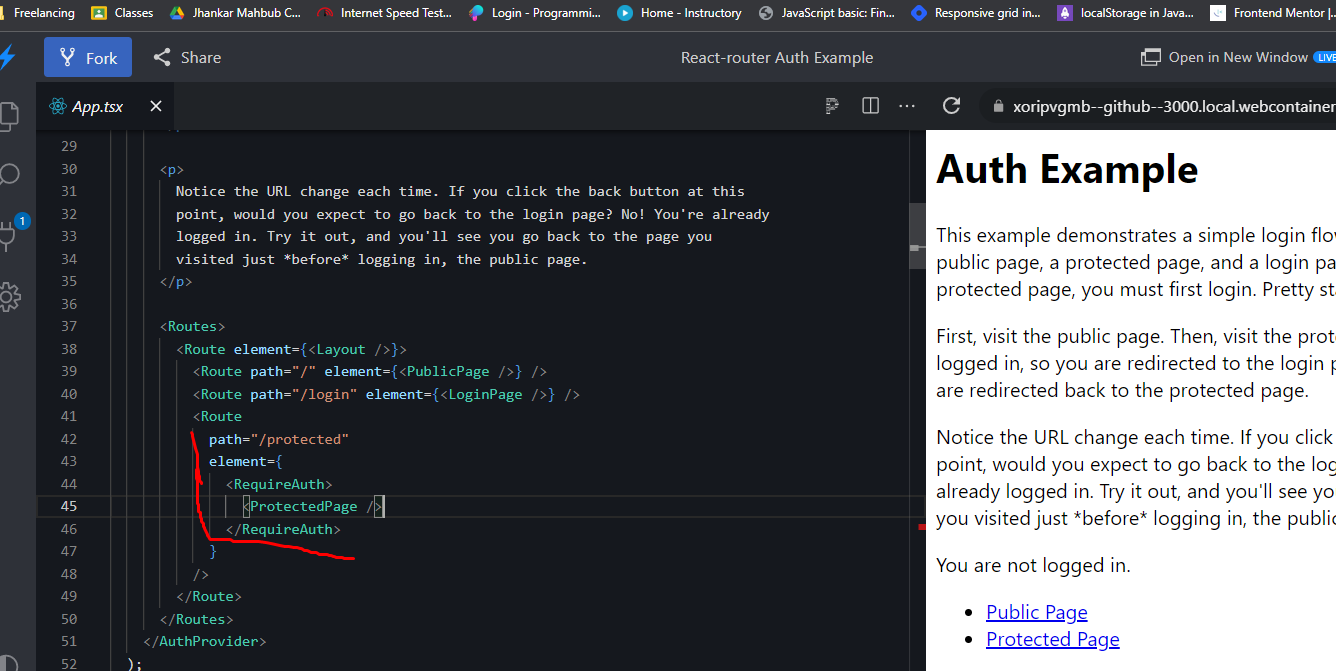 Freelancing
Classes
Jhankar Mahbub C...
Internet Speed Test...
Login - Programmi...
Home - Instructory
JavaScript basic: Fin...
Responsive grid in...
localStorage in Java...
Frontend Mentor |...
Fork
Share
React-router Auth Example
Open in New Window
LIVE
App.tsx
xoripvgmb--github--3000.local.webcontainer
1
29
30 <p>
31 Notice the URL change each time. If you click the back button at this
32 point, would you expect to go back to the login page? No! You're already
33 logged in. Try it out, and you'll see you go back to the page you
34 visited just *before* logging in, the public page.
35 </p>
36
37 <Routes>
38 <Route element={<Layout />}>
39 <Route path="/" element={<PublicPage />} />
40 <Route path="/login" element={<LoginPage />} />
41 <Route
42 path="/protected"
43 element={
44 <RequireAuth>
45 <ProtectedPage />
46 </RequireAuth>
47 }
48 />
49 </Route>
50 </Routes>
51 </AuthProvider>
52 );
Auth Example
This example demonstrates a simple login flow
public page, a protected page, and a login pa
protected page, you must first login. Pretty sta
First, visit the public page. Then, visit the prot
logged in, so you are redirected to the login p
are redirected back to the protected page.
Notice the URL change each time. If you click
point, would you expect to go back to the log
already logged in. Try it out, and you'll see yo
you visited just *before* logging in, the public
You are not logged in.
Public Page
Protected Page